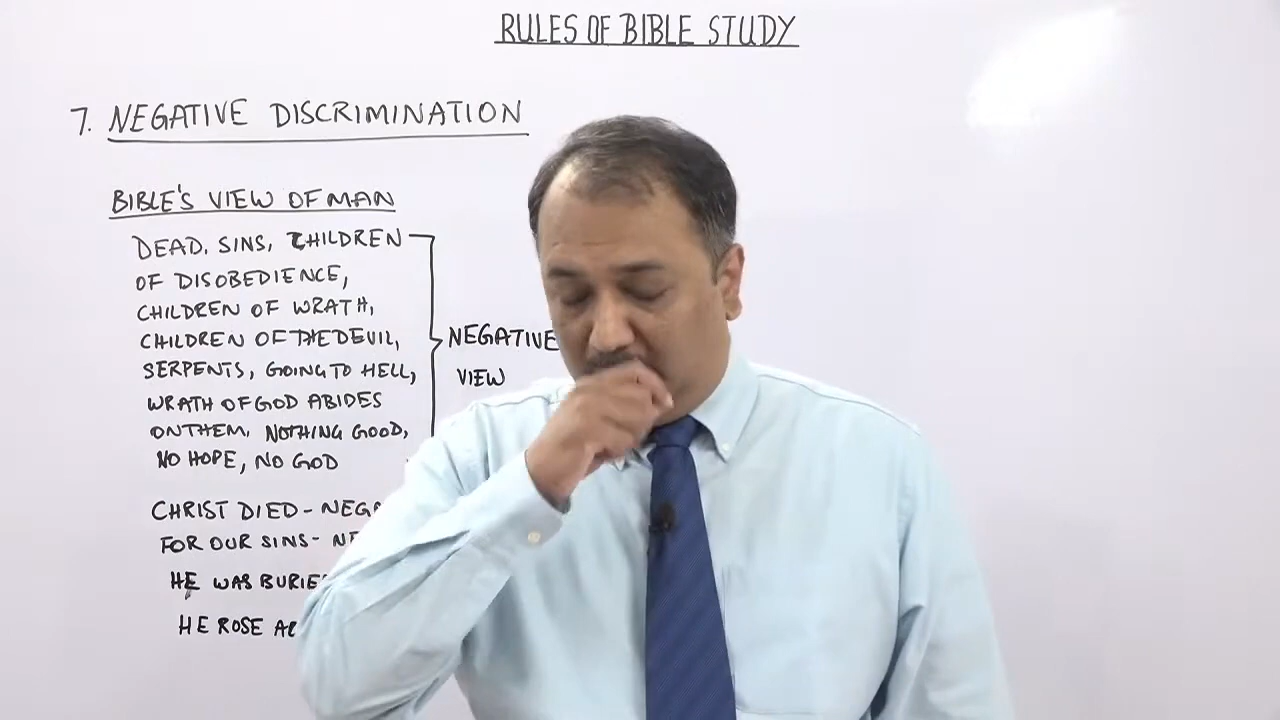 RULES OF BIBLE STUDY
7. NEGATIVE DISCRIMINATION
BIBLE'S VIEW OF MAN
DEAD, SINS, CHILDREN
OF DISOBEDIENCE,
CHILDREN OF WRATH,
CHILDREN OF THE DEVIL,
SERPENTS, GOING TO HELL,
WRATH OF GOD ABIDES
ON THEM, NOTHING GOOD,
NO HOPE, NO GOD
NEGATIVE
VIEW
CHRIST DIED -
FOR OUR SINS -
HE WAS
HE ROSE